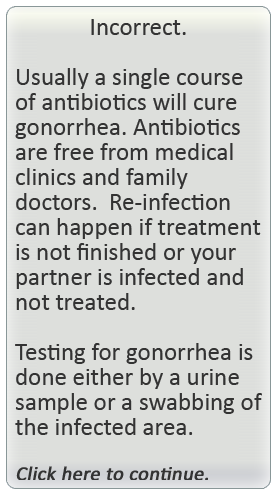 Incorrect.
Usually a single course
of antibiotics will cure
gonorrhea. Antibiotics
are free from medical
clinics and family
doctors.  Re-infection
can happen if treatment
is not finished or your
partner is infected and
not treated.
Testing for gonorrhea is
done either by a urine
sample or a swabbing of
the infected area.
Click here to continue.